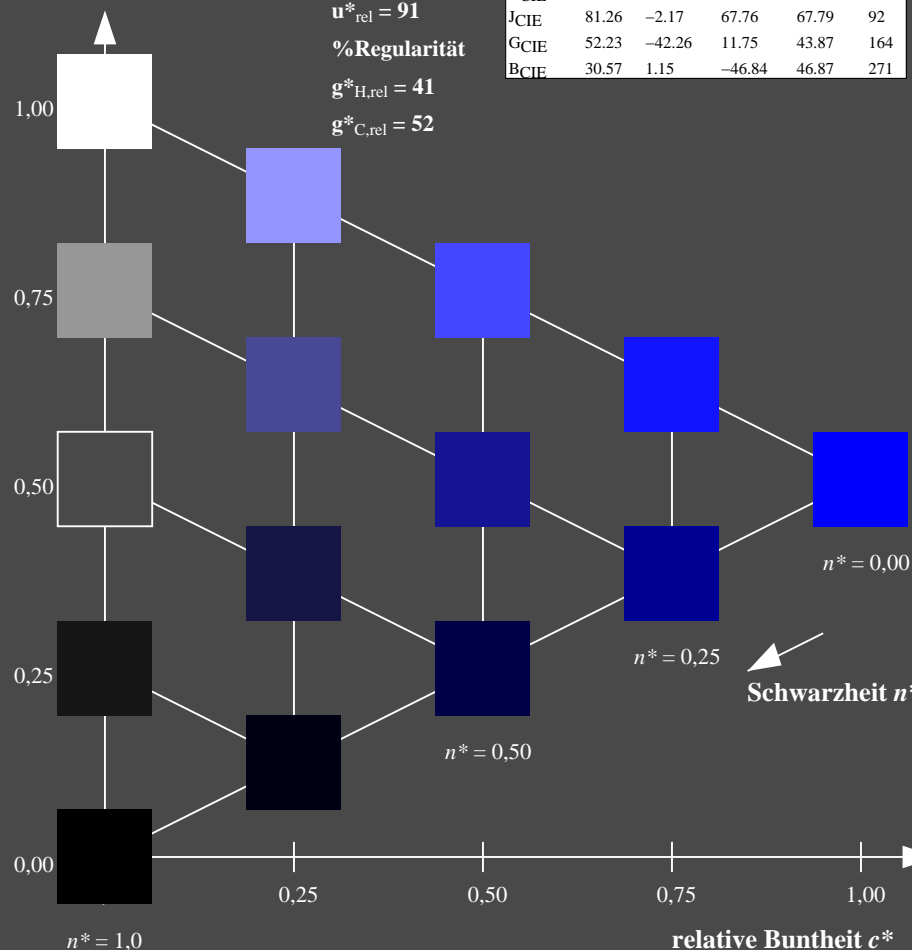 u*rel = 91
%Regularität
g*H,rel = 41
g*C,rel = 52
JCIE 81.26 −2.17 67.76 67.79 92
GCIE 52.23 −42.26 11.75 43.87 164
BCIE 30.57 1.15 −46.84 46.87 271
1,00
0,75
0,50
0,25
0,00
n* = 0,00
n* = 0,25
Schwarzheit n*
n* = 0,50
0,25 0,50 0,75 1,00
n* = 1,0
relative Buntheit c*